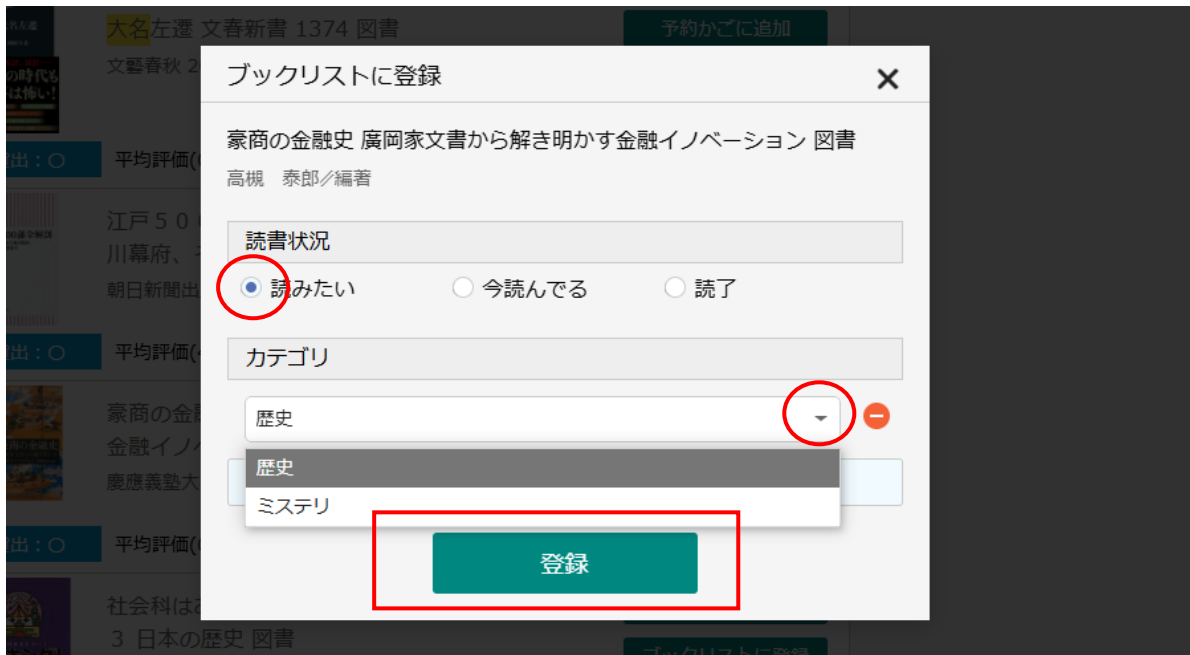 大名左遷 文春新書 1374 図書
予約かごに追加
文藝春秋 2
ブックリストに登録
豪商の金融史 廣岡家文書から解き明かす金融イノベーション 図書
高槻 泰郎//編著
出：〇 平均評価(
江戸５０
川幕府、
朝日新聞出
読書状況
読みたい 今読んでる 読了
出：〇 平均評価(
カテゴリ
豪商の金
金融イノ
慶應義塾大
歴史
歴史
ミステリ
出：〇 平均評価(
登録
社会科は
３ 日本の歴史 図書
ブックリストに登録